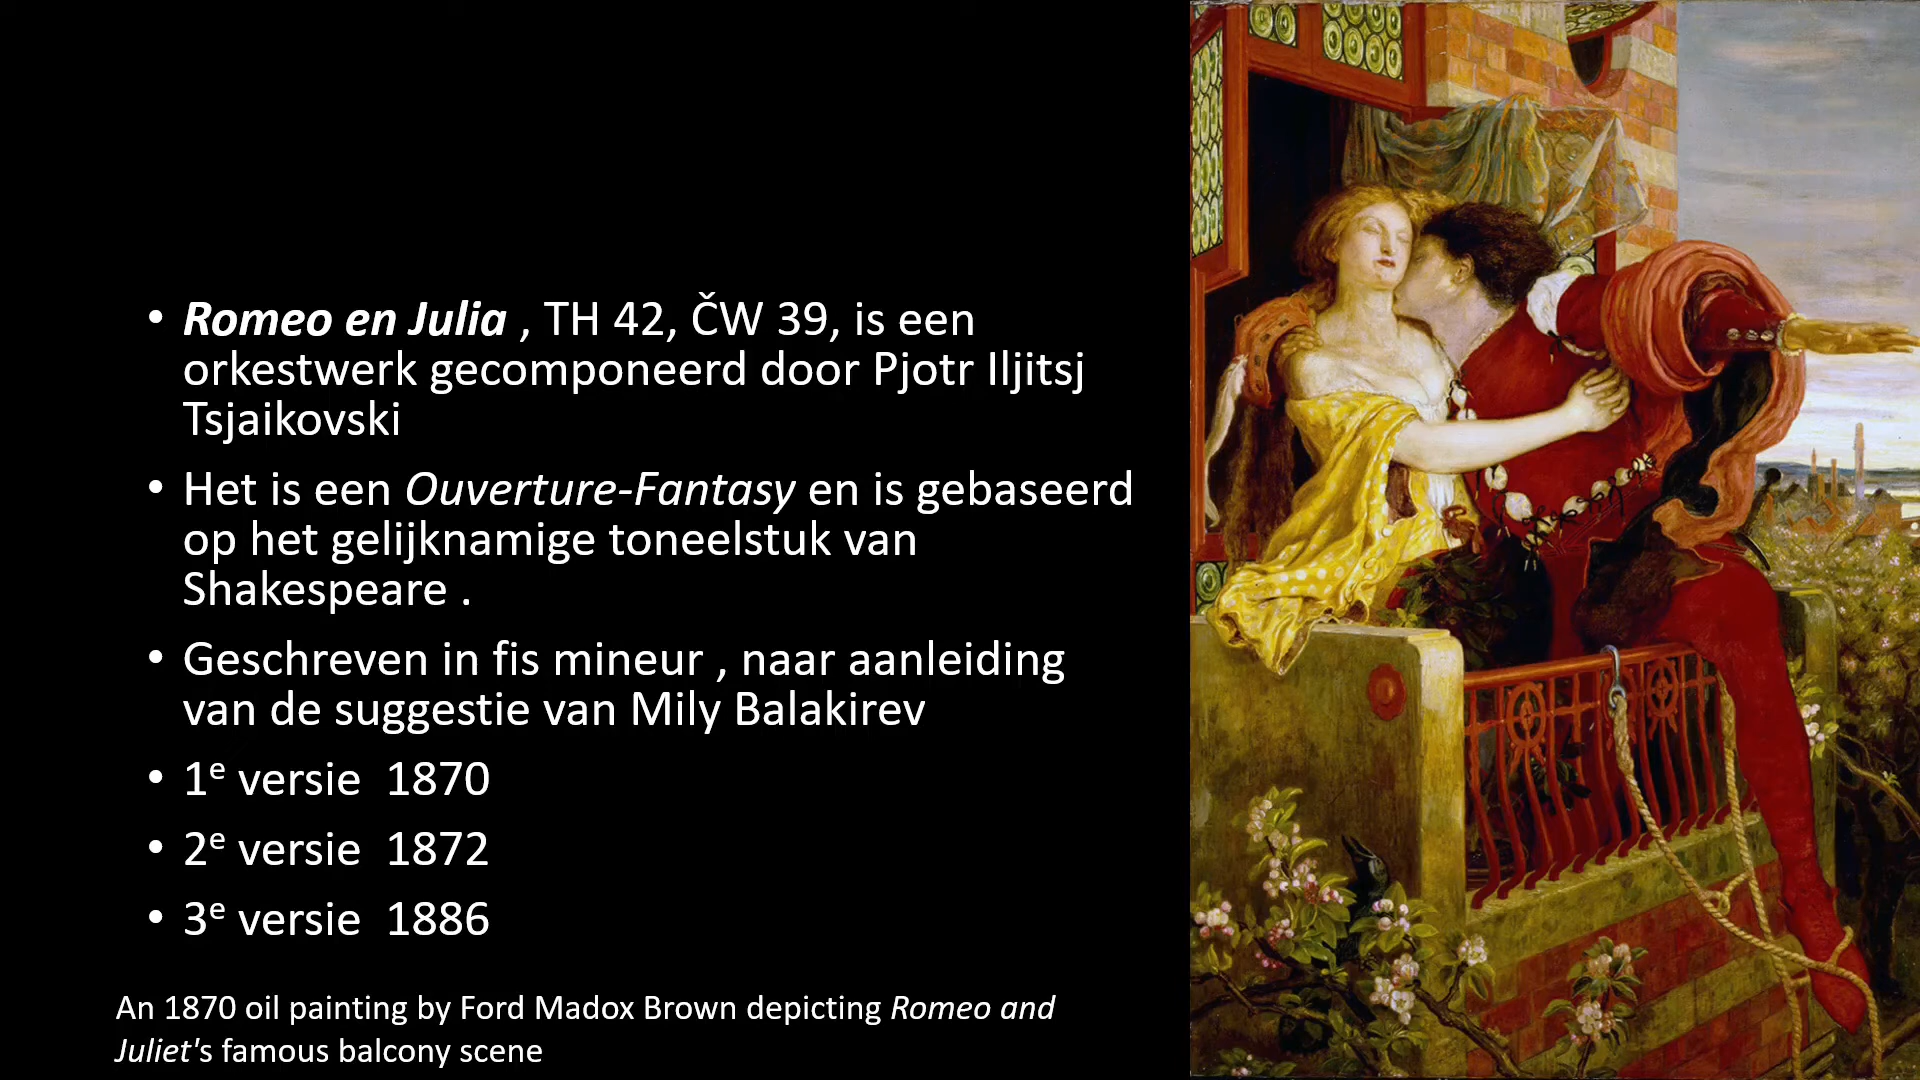 • Romeo en Julia , TH 42, ČW 39, is een
orkestwerk gecomponeerd door Pjotr Iljitsj
Tsjaikovski
• Het is een Ouverture-Fantasy en is gebaseerd
op het gelijknamige toneelstuk van
Shakespeare .
• Geschreven in fis mineur , naar aanleiding
van de suggestie van Mily Balakirev
• 1e versie  1870
• 2e versie  1872
• 3e versie  1886
An 1870 oil painting by Ford Madox Brown depicting Romeo and
Juliet's famous balcony scene